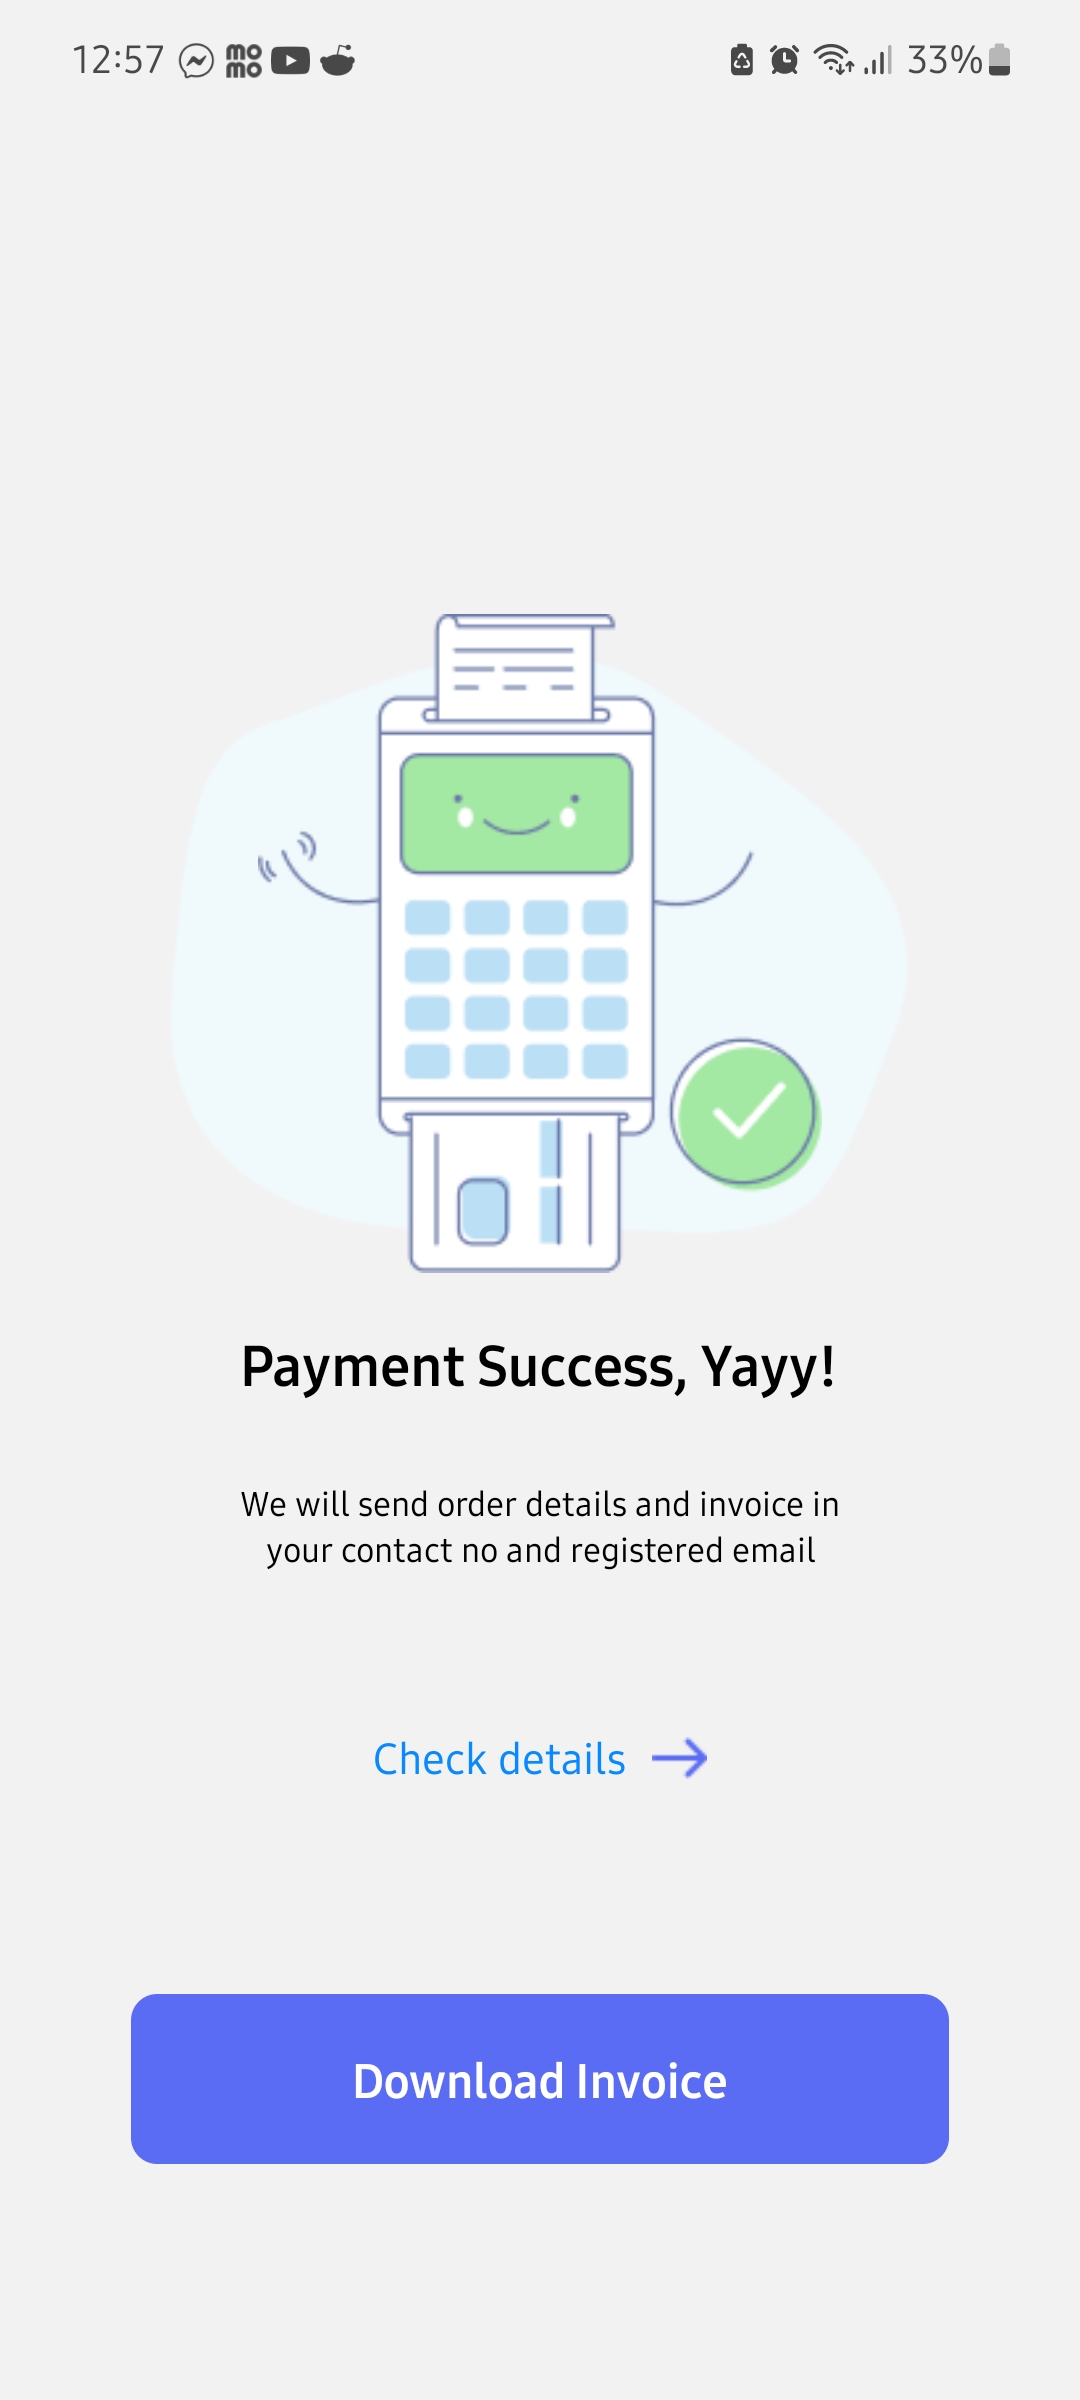 12:57 mo mo 33%
Payment Success, Yayy!
We will send order details and invoice in
your contact no and registered email
Check details
Download Invoice